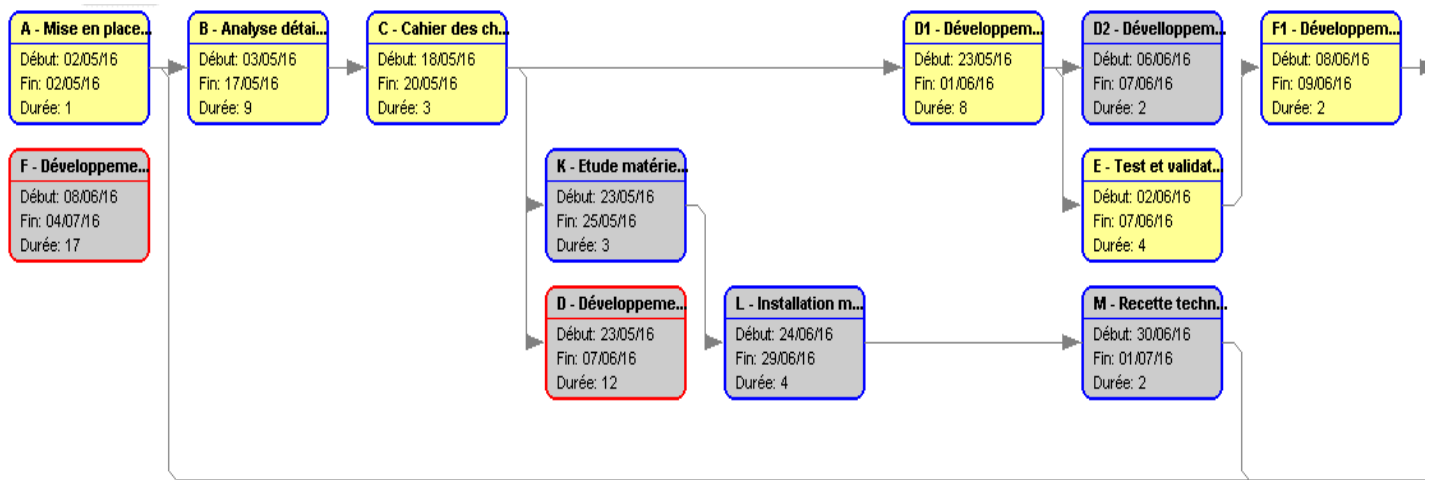 A - Mise en place...
Début: 02/05/16
Fin: 02/05/16
Durée: 1
B - Analyse détai...
Début: 03/05/16
Fin: 17/05/16
Durée: 9
C - Cahier des ch...
Début: 18/05/16
Fin: 20/05/16
Durée: 3
D1 - Développem...
Début: 23/05/16
Fin: 01/06/16
Durée: 8
D2 - Dévelloppem...
Début: 06/06/16
Fin: 07/06/16
Durée: 2
F1 - Développem...
Début: 08/06/16
Fin: 09/06/16
Durée: 2
F - Développeme...
Début: 08/06/16
Fin: 04/07/16
Durée: 17
K - Etude matérie...
Début: 23/05/16
Fin: 25/05/16
Durée: 3
E - Test et validat...
Début: 02/06/16
Fin: 07/06/16
Durée: 4
D - Développeme...
Début: 23/05/16
Fin: 07/06/16
Durée: 12
L - Installation m...
Début: 24/06/16
Fin: 29/06/16
Durée: 4
M - Recette techn...
Début: 30/06/16
Fin: 01/07/16
Durée: 2